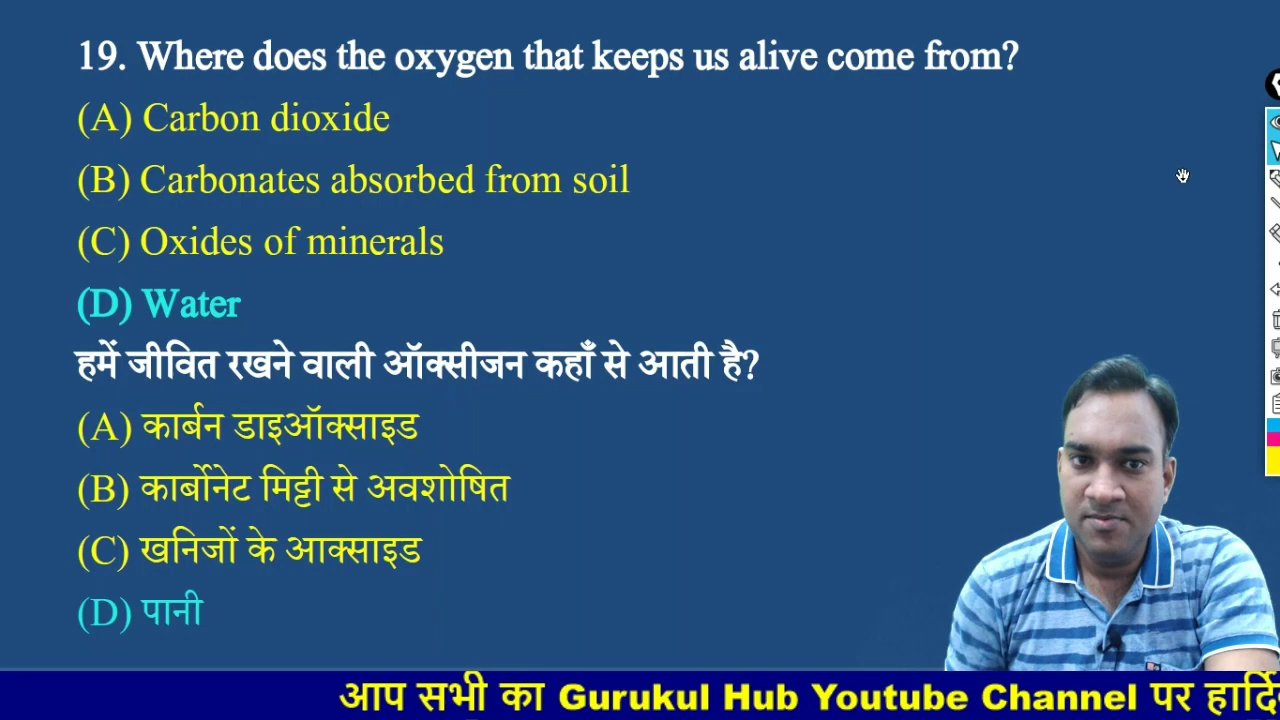 19. Where does the oxygen that keeps us alive come from?
(A) Carbon dioxide
(B) Carbonates absorbed from soil
(C) Oxides of minerals
(D) Water
हमें जीवित रखने वाली ऑक्सीजन कहाँ से आती है?
(A) कार्बन डाइऑक्साइड
(B) कार्बोनेट मिट्टी से अवशोषित
(C) खनिजों के आक्साइड
(D) पानी
आप सभी का Gurukul Hub Youtube Channel पर हार्दि